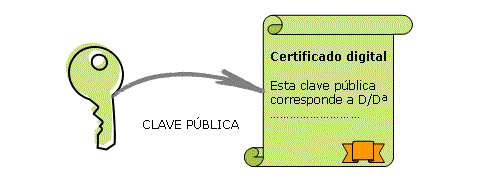 Certificado digital
Esta clave pública
corresponde a D/Dª
............................
CLAVE PÚBLICA